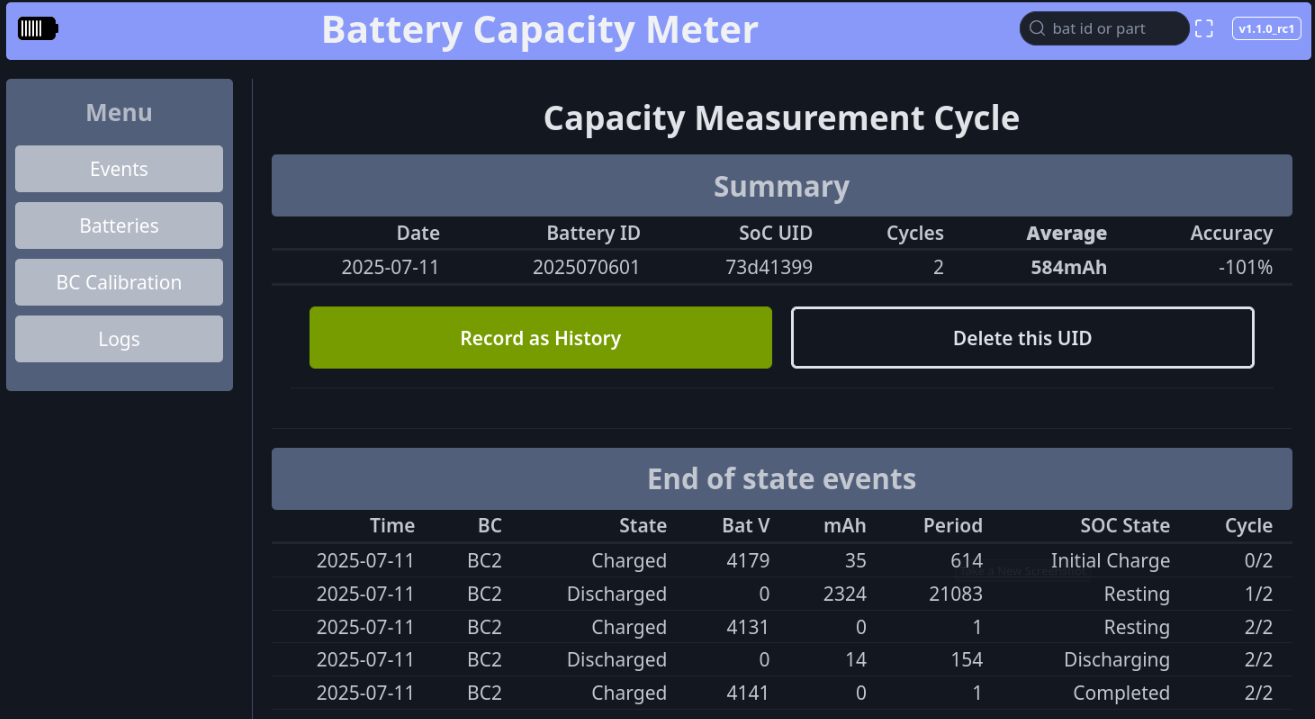 Battery Capacity Meter
bat id or part
v1.1.0_rc1
Menu
Events
Batteries
BC Calibration
Logs
Capacity Measurement Cycle
Summary
Date Battery ID SoC UID Cycles Average Accuracy
2025-07-11 2025070601 73d41399 2 584mAh -101%
Record as History Delete this UID
End of state events
Time BC State Bat V mAh Period SOC State Cycle
2025-07-11 BC2 Charged 4179 35 614 Initial Charge 0/2
2025-07-11 BC2 Discharged 0 2324 21083 Resting 1/2
2025-07-11 BC2 Charged 4131 0 1 Resting 2/2
2025-07-11 BC2 Discharged 0 14 154 Discharging 2/2
2025-07-11 BC2 Charged 4141 0 1 Completed 2/2